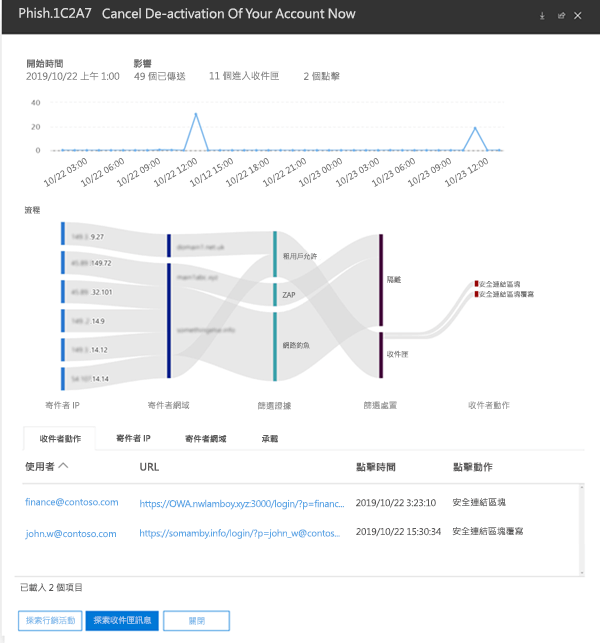 Phish.1C2A7 Cancel De-activation Of Your Account Now
開始時間 影響
2019/10/22 上午 1:00 49 個已傳送 11 個進入收件匣 2 個點擊
40
20
0
10/22 03:00 10/22 06:00 10/22 09:00 10/22 12:00 10/12 15:00 10/22 18:00 10/22 21:00 10/23 00:00 10/23 03:00 10/23 06:00 10/23 09:00 10/23 12:00
流程
9.27
149.72
32.101
14.9
14.12
14.14
租用戶允許
ZAP
網路釣魚
隔離
收件匣
安全連結區塊
安全連結區塊覆寫
寄件者 IP 寄件者網域 篩選證據 篩選處置 收件者動作
收件者動作 寄件者 IP 寄件者網域 承載
使用者 URL 點擊時間 點擊動作
finance@contoso.com https://OWA.nwlamboy.xyz:3000/login/?p=financ... 2019/10/22 3:23:10 安全連結區塊
john.w@contoso.com https://somamby.info/login/?p=john_w@contos... 2019/10/22 15:30:34 安全連結區塊覆寫
已載入 2 個項目
探索行銷活動 探索收件匣訊息 關閉